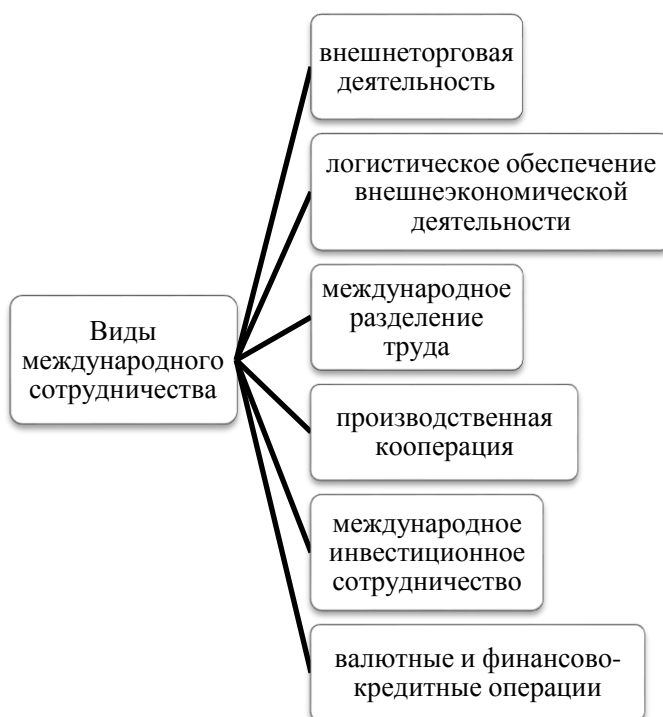 Виды
международного
сотрудничества
внешнеторговая
деятельность
логистическое обеспечение
внешнеэкономической
деятельности
международное
разделение
труда
производственная
кооперация
международное
инвестиционное
сотрудничество
валютные и финансово-
кредитные операции